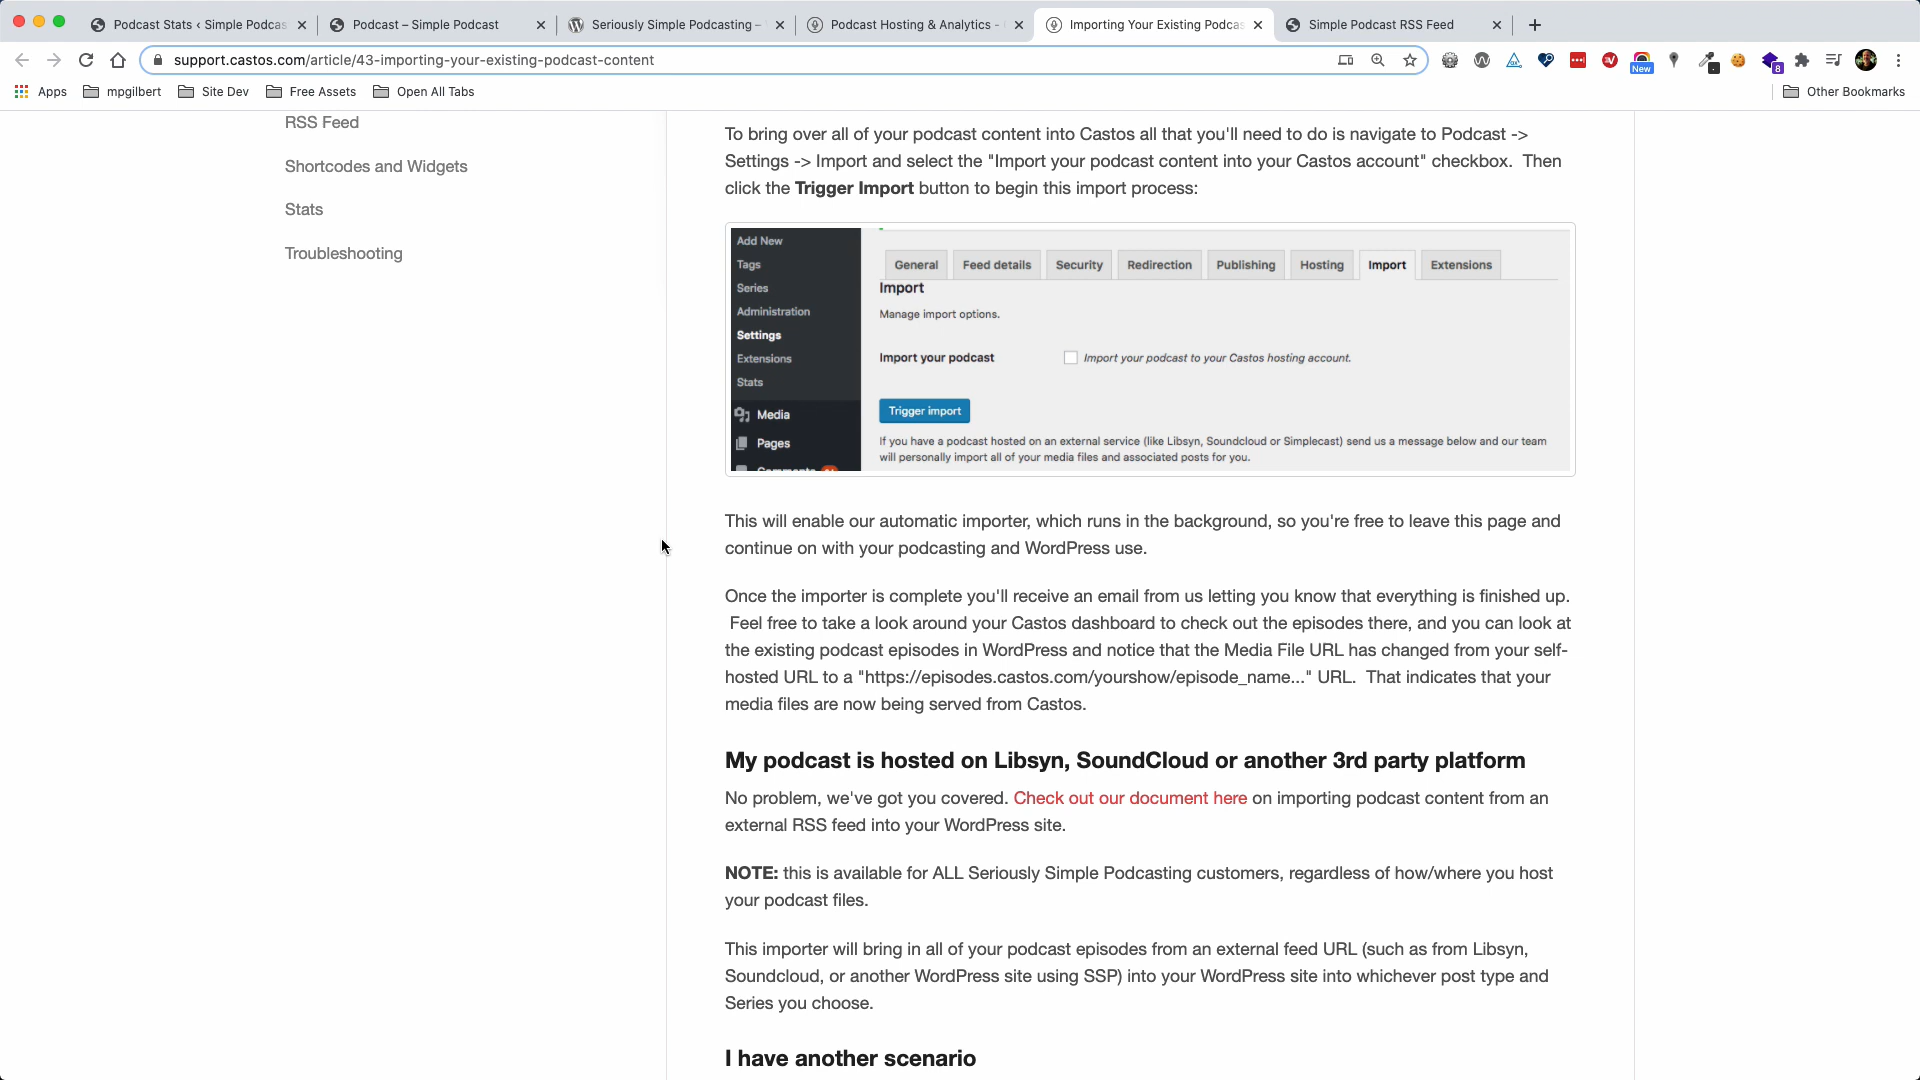 Podcast Stats ‹ Simple Podcas
Podcast – Simple Podcast
Seriously Simple Podcasting –
Podcast Hosting & Analytics -
Importing Your Existing Podcas
Simple Podcast RSS Feed
support.castos.com/article/43-importing-your-existing-podcast-content
New
8
Apps
mpgilbert
Site Dev
Free Assets
Open All Tabs
Other Bookmarks
RSS Feed
Shortcodes and Widgets
Stats
Troubleshooting
To bring over all of your podcast content into Castos all that you'll need to do is navigate to Podcast ->
Settings -> Import and select the "Import your podcast content into your Castos account" checkbox.  Then
click the Trigger Import button to begin this import process:
Add New
Tags
Series
Administration
Settings
Extensions
Stats
Media
Pages
General
Feed details
Security
Redirection
Publishing
Hosting
Import
Extensions
Import
Manage import options.
Import your podcast
Import your podcast to your Castos hosting account.
Trigger import
If you have a podcast hosted on an external service (like Libsyn, Soundcloud or Simplecast) send us a message below and our team
will personally import all of your media files and associated posts for you.
This will enable our automatic importer, which runs in the background, so you're free to leave this page and
continue on with your podcasting and WordPress use.
Once the importer is complete you'll receive an email from us letting you know that everything is finished up.
Feel free to take a look around your Castos dashboard to check out the episodes there, and you can look at
the existing podcast episodes in WordPress and notice that the Media File URL has changed from your self-
hosted URL to a "https://episodes.castos.com/yourshow/episode_name..." URL.  That indicates that your
media files are now being served from Castos.
My podcast is hosted on Libsyn, SoundCloud or another 3rd party platform
No problem, we've got you covered. Check out our document here on importing podcast content from an
external RSS feed into your WordPress site.
NOTE: this is available for ALL Seriously Simple Podcasting customers, regardless of how/where you host
your podcast files.
This importer will bring in all of your podcast episodes from an external feed URL (such as from Libsyn,
Soundcloud, or another WordPress site using SSP) into your WordPress site into whichever post type and
Series you choose.
I have another scenario